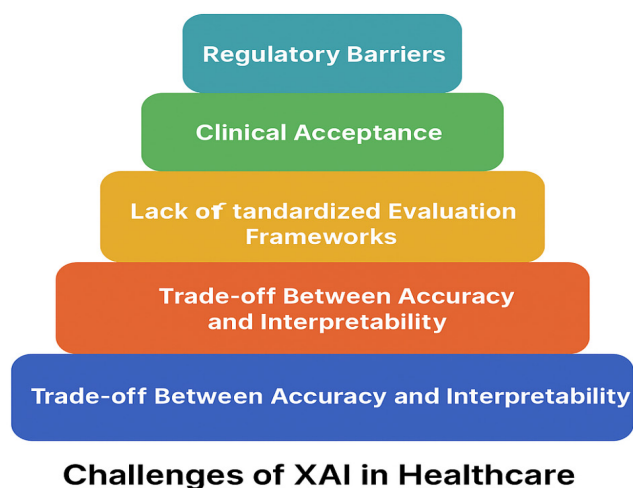 Regulatory Barriers
Clinical Acceptance
Lack of tandardized Evaluation
Frameworks
Trade-off Between Accuracy
and Interpretability
Trade-off Between Accuracy and Interpretability
Challenges of XAI in Healthcare